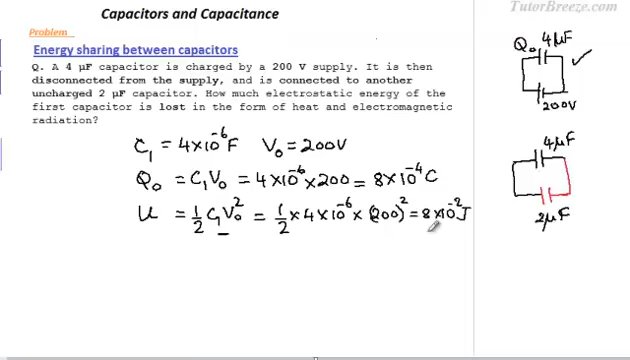 Capacitors and Capacitance
TutorBreeze.com
Problem
Energy sharing between capacitors
Q. A 4 µF capacitor is charged by a 200 V supply. It is then
disconnected from the supply, and is connected to another
uncharged 2 µF capacitor. How much electrostatic energy of the
first capacitor is lost in the form of heat and electromagnetic
radiation?
C₁ = 4×10⁻⁶F V₀ = 200V
Q₀ = C₁V₀ = 4×10⁻⁶×200 = 8×10⁻⁴ C
U = 1/2 C₁V₀² = 1/2 × 4×10⁻⁶ × (200)² = 8×10⁻² J
Q₀ 4µF
200V
4µF
2µF